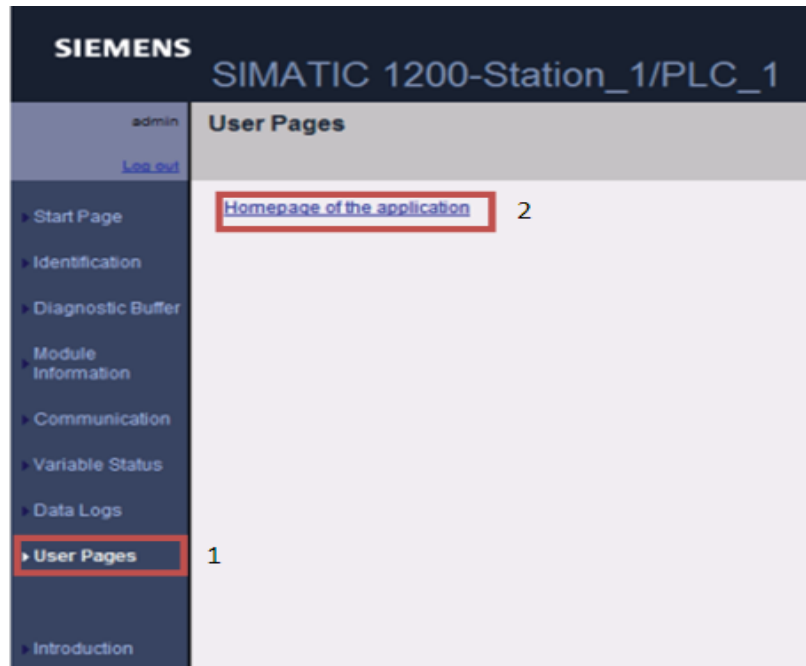 SIEMENS
SIMATIC 1200-Station_1/PLC_1
admin
Log out
User Pages
Homepage of the application
2
Start Page
Identification
Diagnostic Buffer
Module
Information
Communication
Variable Status
Data Logs
User Pages
1
Introduction